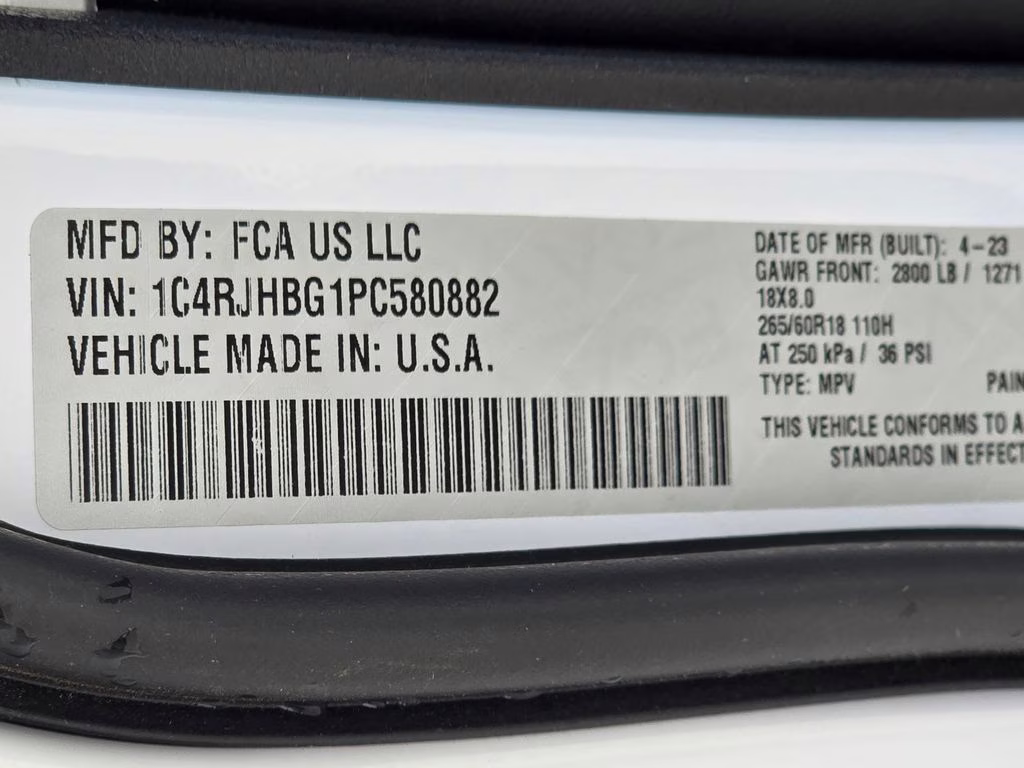 MFD BY: FCA US LLC
VIN: 1C4RJHBG1PC580882
VEHICLE MADE IN: U.S.A.
DATE OF MFR (BUILT): 4-23
GAWR FRONT: 2800 LB / 1271
18X8.0
265/60R18 110H
AT 250 kPa / 36 PSI
TYPE: MPV PAIN
THIS VEHICLE CONFORMS TO A
STANDARDS IN EFFECT